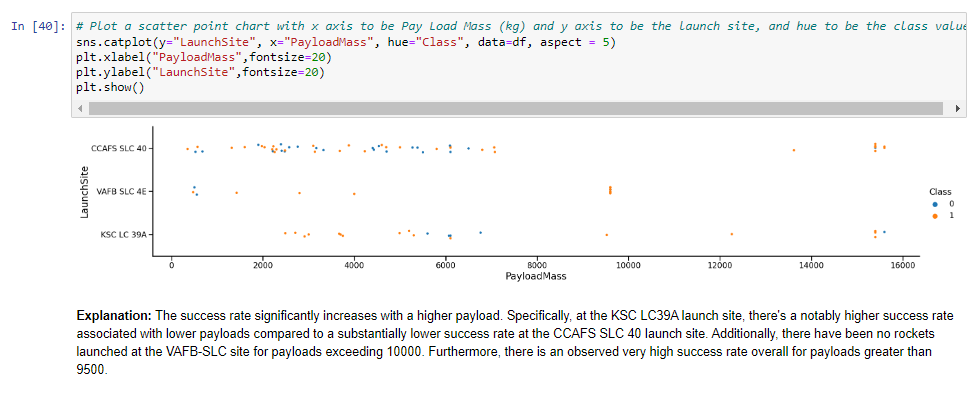 In [40]: # Plot a scatter point chart with x axis to be Pay Load Mass (kg) and y axis to be the launch site, and hue to be the class value
sns.catplot(y="LaunchSite", x="PayloadMass", hue="Class", data=df, aspect = 5)
plt.xlabel("PayloadMass",fontsize=20)
plt.ylabel("LaunchSite",fontsize=20)
plt.show()
CCAFS SLC 40
VAFB SLC 4E
KSC LC 39A
LaunchSite
Class
0
1
0 2000 4000 6000 8000 10000 12000 14000 16000
PayloadMass
Explanation: The success rate significantly increases with a higher payload. Specifically, at the KSC LC39A launch site, there's a notably higher success rate
associated with lower payloads compared to a substantially lower success rate at the CCAFS SLC 40 launch site. Additionally, there have been no rockets
launched at the VAFB-SLC site for payloads exceeding 10000. Furthermore, there is an observed very high success rate overall for payloads greater than
9500.